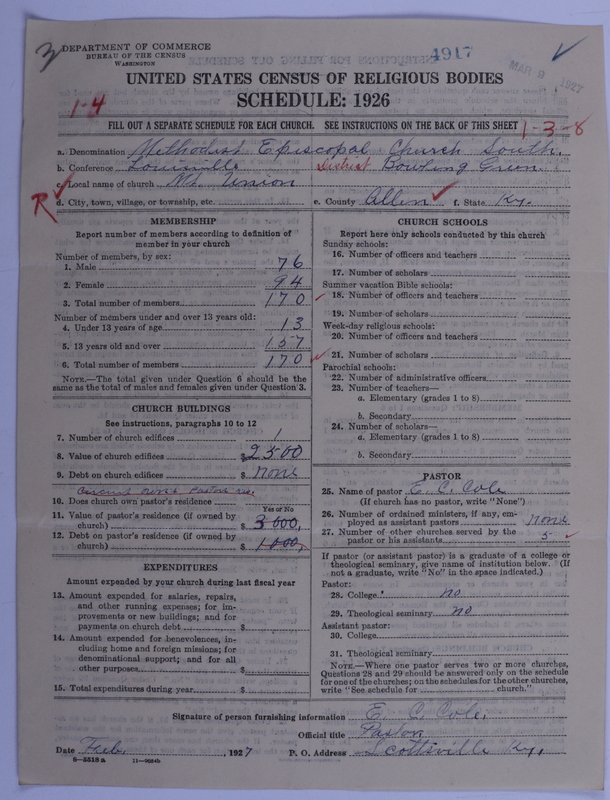 3
DEPARTMENT OF COMMERCE
BUREAU OF THE CENSUS
WASHINGTON
4917
MAR 9 1927
UNITED STATES CENSUS OF RELIGIOUS BODIES
SCHEDULE: 1926
1-4
FILL OUT A SEPARATE SCHEDULE FOR EACH CHURCH. SEE INSTRUCTIONS ON THE BACK OF THIS SHEET
1-3-8
a. Denomination Methodist Episcopal Church South.
b. Conference Louisville District Bowling Green
c. Local name of church Mt. Union
R
d. City, town, village, or township, etc. e. County Allen f. State Ky.
MEMBERSHIP
Report number of members according to definition of member in your church
Number of members, by sex:
1. Male 76
2. Female 94
3. Total number of members 170
Number of members under and over 13 years old:
4. Under 13 years of age 13
5. 13 years old and over 157
6. Total number of members 170
NOTE.—The total given under Question 6 should be the same as the total of males and females given under Question 3.
CHURCH BUILDINGS
See instructions, paragraphs 10 to 12
7. Number of church edifices 1
8. Value of church edifices $ 2500
9. Debt on church edifices $ none
Circuit owns Pastors res.
10. Does church own pastor's residence
Yes or No
11. Value of pastor's residence (if owned by church) $ 3000,
12. Debt on pastor's residence (if owned by church) $ 1000,
EXPENDITURES
Amount expended by your church during last fiscal year
13. Amount expended for salaries, repairs, and other running expenses; for improvements or new buildings; and for payments on church debt $
14. Amount expended for benevolences, including home and foreign missions; for denominational support; and for all other purposes $
15. Total expenditures during year $
CHURCH SCHOOLS
Report here only schools conducted by this church
Sunday schools:
16. Number of officers and teachers
17. Number of scholars
Summer vacation Bible schools:
18. Number of officers and teachers
19. Number of scholars
Week-day religious schools:
20. Number of officers and teachers
21. Number of scholars
Parochial schools:
22. Number of administrative officers
23. Number of teachers—
a. Elementary (grades 1 to 8)
b. Secondary
24. Number of scholars—
a. Elementary (grades 1 to 8)
b. Secondary
PASTOR
25. Name of pastor E. C. Cole
(If church has no pastor, write "None")
26. Number of ordained ministers, if any, employed as assistant pastors none
27. Number of other churches served by the pastor or his assistants 5
If pastor (or assistant pastor) is a graduate of a college or theological seminary, give name of institution below. (If not a graduate, write "No" in the space indicated.)
Pastor:
28. College no
29. Theological seminary no
Assistant pastor:
30. College
31. Theological seminary
NOTE.—Where one pastor serves two or more churches, Questions 28 and 29 should be answered only on the schedule for one of the churches; on the schedules for the other churches, write "See schedule for church."
Signature of person furnishing information E. C. Cole.
Official title Pastor
Date Feb. 1927 P. O. Address Scottsville Ky.
8-5518a